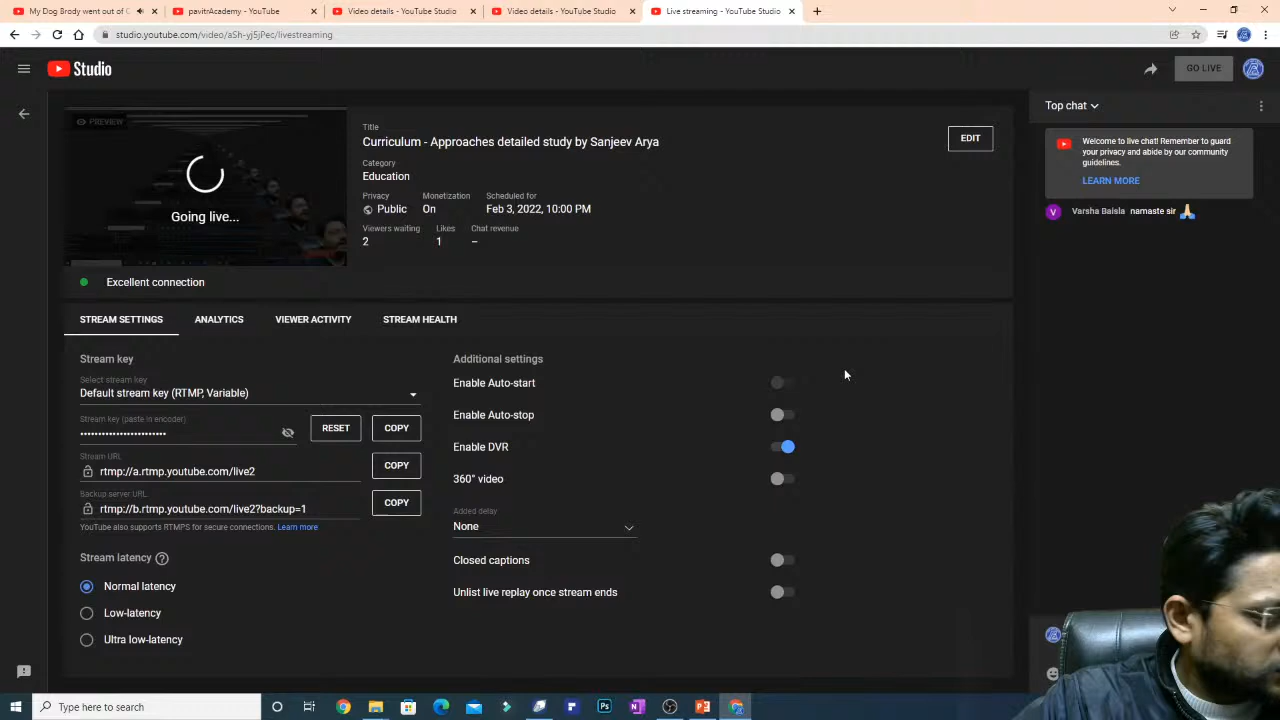 My Dog Brody went out of C
pavitrAcademy - YouTube
Video details - YouTube Studio
Video details - YouTube Studio
Live streaming - YouTube Studio
studio.youtube.com/video/aSh-yj5jPec/livestreaming
Studio
GO LIVE
PREVIEW
Going live...
Title
Curriculum - Approaches detailed study by Sanjeev Arya
EDIT
Category
Education
Privacy Monetization Scheduled for
Public On Feb 3, 2022, 10:00 PM
Viewers waiting Likes Chat revenue
2 1 –
Excellent connection
STREAM SETTINGS ANALYTICS VIEWER ACTIVITY STREAM HEALTH
Stream key
Select stream key
Default stream key (RTMP, Variable)
Stream key (paste in encoder)
RESET COPY
Stream URL
rtmp://a.rtmp.youtube.com/live2
COPY
Backup server URL
rtmp://b.rtmp.youtube.com/live2?backup=1
COPY
YouTube also supports RTMPS for secure connections. Learn more
Stream latency
Normal latency
Low-latency
Ultra low-latency
Additional settings
Enable Auto-start
Enable Auto-stop
Enable DVR
360° video
Added delay
None
Closed captions
Unlist live replay once stream ends
Top chat
Welcome to live chat! Remember to guard
your privacy and abide by our community
guidelines.
LEARN MORE
V Varsha Baisla namaste sir 🙏
Type here to search